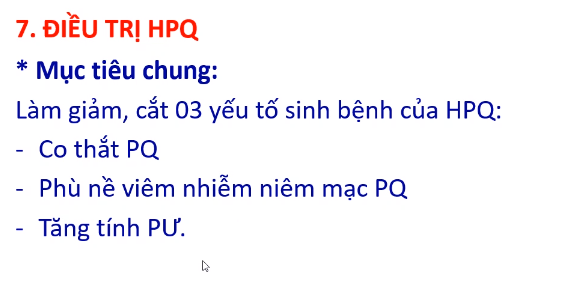 7. ĐIỀU TRỊ HPQ
* Mục tiêu chung:
Làm giảm, cắt 03 yếu tố sinh bệnh của HPQ:
- Co thắt PQ
- Phù nề viêm nhiễm niêm mạc PQ
- Tăng tính PƯ.